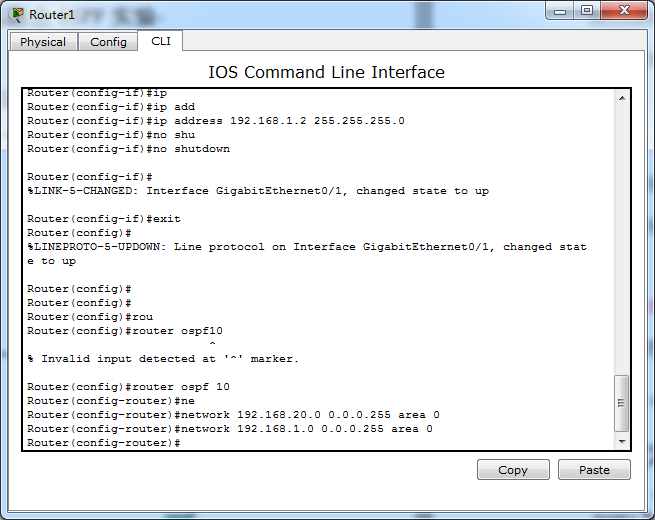 Router1
Physical Config CLI
IOS Command Line Interface
Router(config-if)#ip
Router(config-if)#ip add
Router(config-if)#ip address 192.168.1.2 255.255.255.0
Router(config-if)#no shu
Router(config-if)#no shutdown
Router(config-if)#
%LINK-5-CHANGED: Interface GigabitEthernet0/1, changed state to up
Router(config-if)#exit
Router(config)#
%LINEPROTO-5-UPDOWN: Line protocol on Interface GigabitEthernet0/1, changed stat
e to up
Router(config)#
Router(config)#
Router(config)#rou
Router(config)#router ospf10
^
% Invalid input detected at '^' marker.
Router(config)#router ospf 10
Router(config-router)#ne
Router(config-router)#network 192.168.20.0 0.0.0.255 area 0
Router(config-router)#network 192.168.1.0 0.0.0.255 area 0
Router(config-router)#
Copy Paste